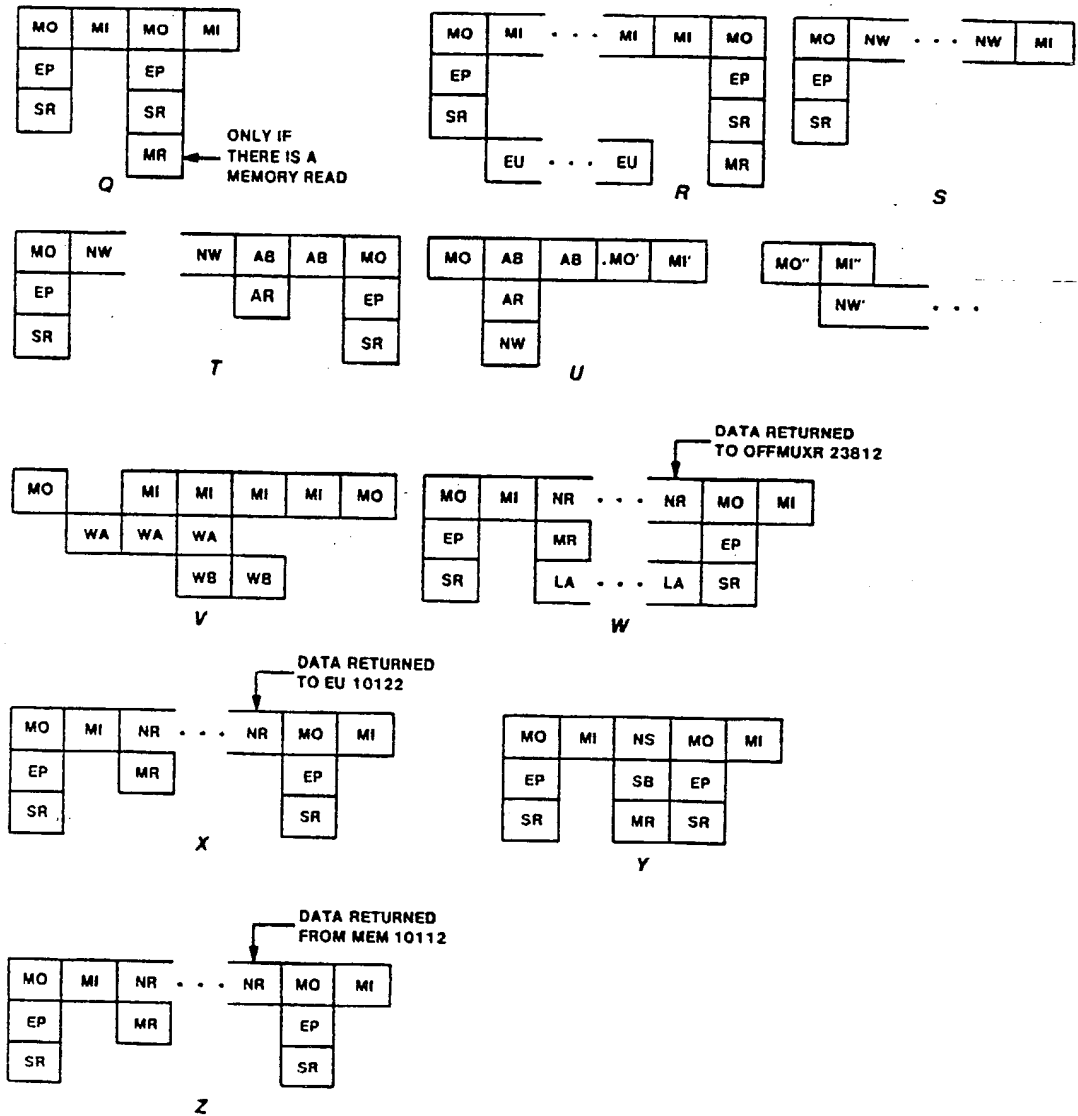 MO MI MO MI
EP EP
SR SR
MR
ONLY IF
THERE IS A
MEMORY READ
Q
MO MI . . . MI MI MO
EP EP
SR SR
EU . . . EU MR
R
MO NW . . . NW MI
EP
SR
S
MO NW NW AB AB MO
EP AR EP
SR SR
T
MO AB AB .MO' MI'
AR
NW
U
MO" MI"
NW' . . .
MO MI MI MI MI MO
WA WA WA
WB WB
V
DATA RETURNED
TO OFFMUXR 23812
MO MI NR . . . NR MO MI
EP MR EP
SR LA . . . LA SR
W
DATA RETURNED
TO EU 10122
MO MI NR . . . NR MO MI
EP MR EP
SR SR
X
MO MI NS MO MI
EP SB EP
SR MR SR
Y
DATA RETURNED
FROM MEM 10112
MO MI NR . . . NR MO MI
EP MR EP
SR SR
Z